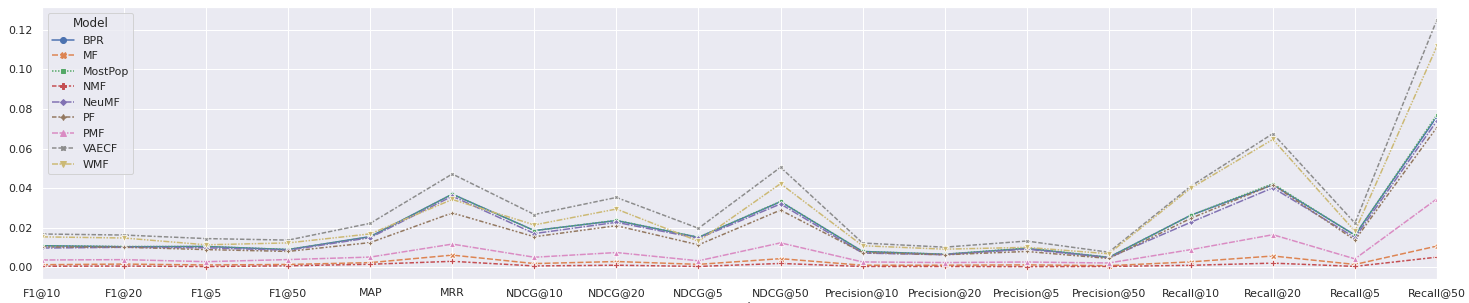 Model
BPR
MF
MostPop
NMF
NeuMF
PF
PMF
VAECF
WMF
0.12
0.10
0.08
0.06
0.04
0.02
0.00
F1@10 F1@20 F1@5 F1@50 MAP MRR NDCG@10 NDCG@20 NDCG@5 NDCG@50 Precision@10 Precision@20 Precision@5 Precision@50 Recall@10 Recall@20 Recall@5 Recall@50